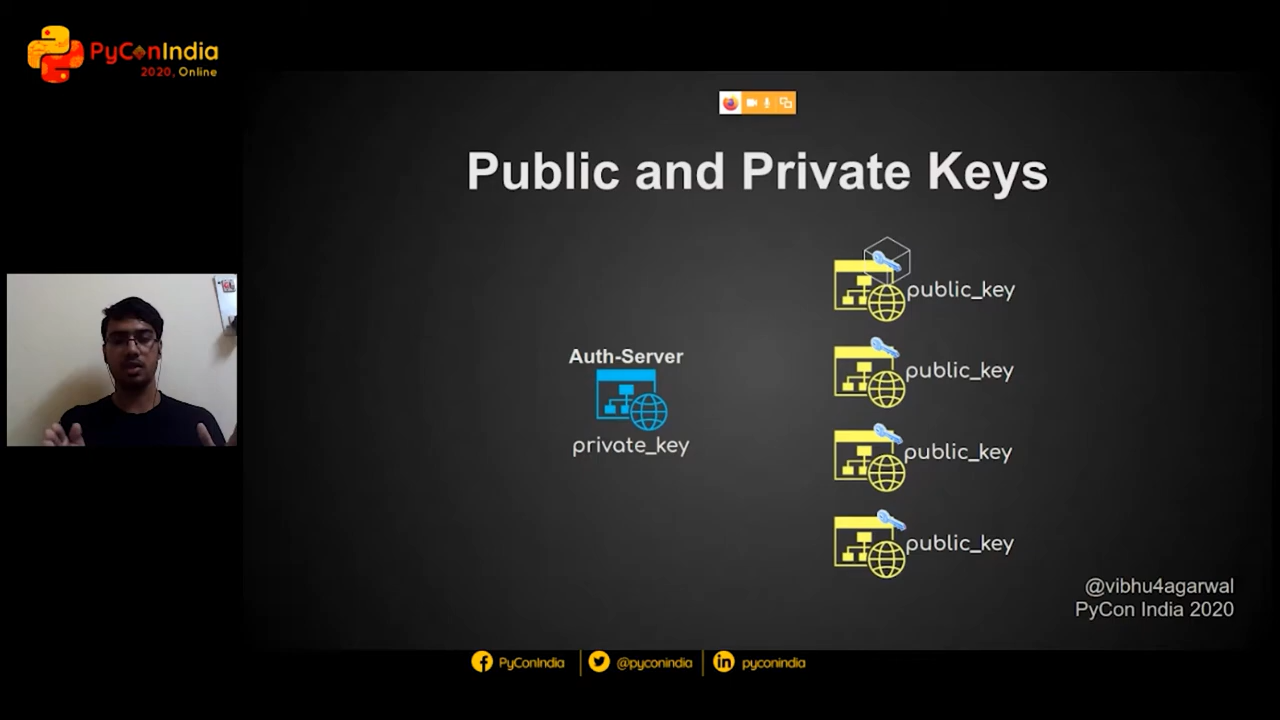 PyConIndia
2020, Online
Public and Private Keys
public_key
Auth-Server
public_key
private_key
public_key
public_key
@vibhu4agarwal
PyCon India 2020
PyConIndia
@pyconindia
pyconindia